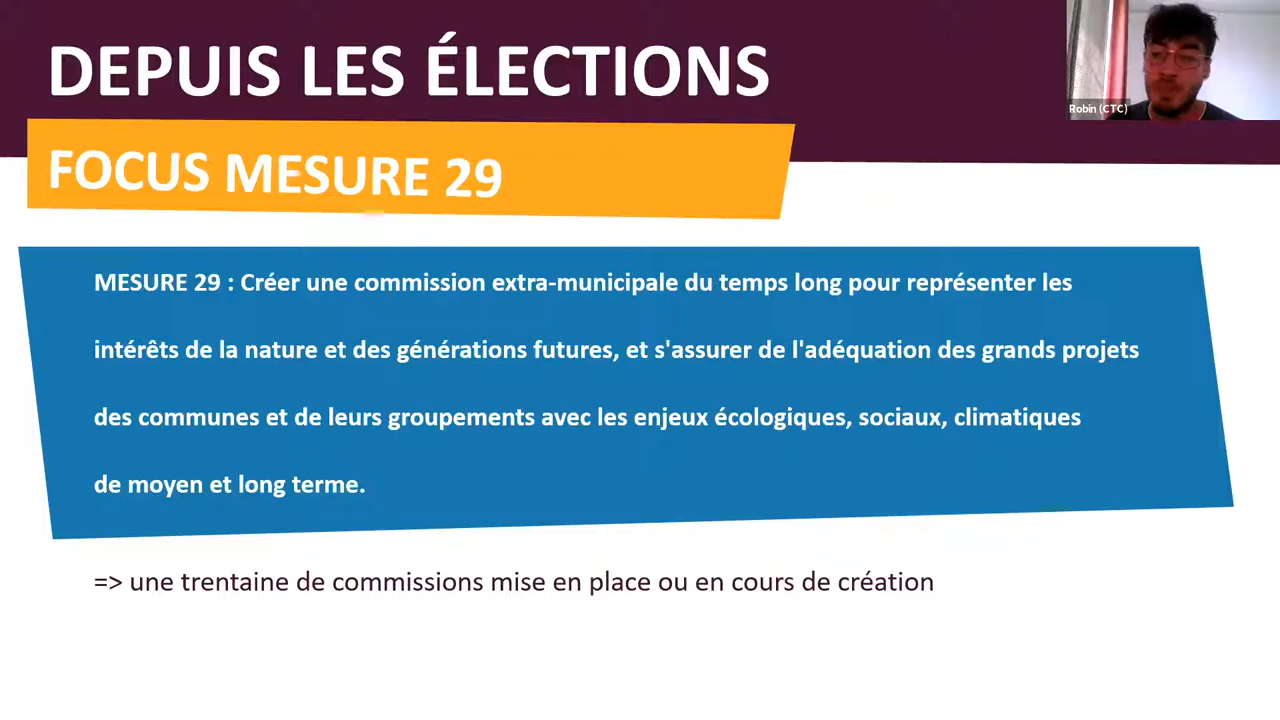 DEPUIS LES ÉLECTIONS
Robin (CTC)
FOCUS MESURE 29
MESURE 29 : Créer une commission extra-municipale du temps long pour représenter les
intérêts de la nature et des générations futures, et s'assurer de l'adéquation des grands projets
des communes et de leurs groupements avec les enjeux écologiques, sociaux, climatiques
de moyen et long terme.
=> une trentaine de commissions mise en place ou en cours de création